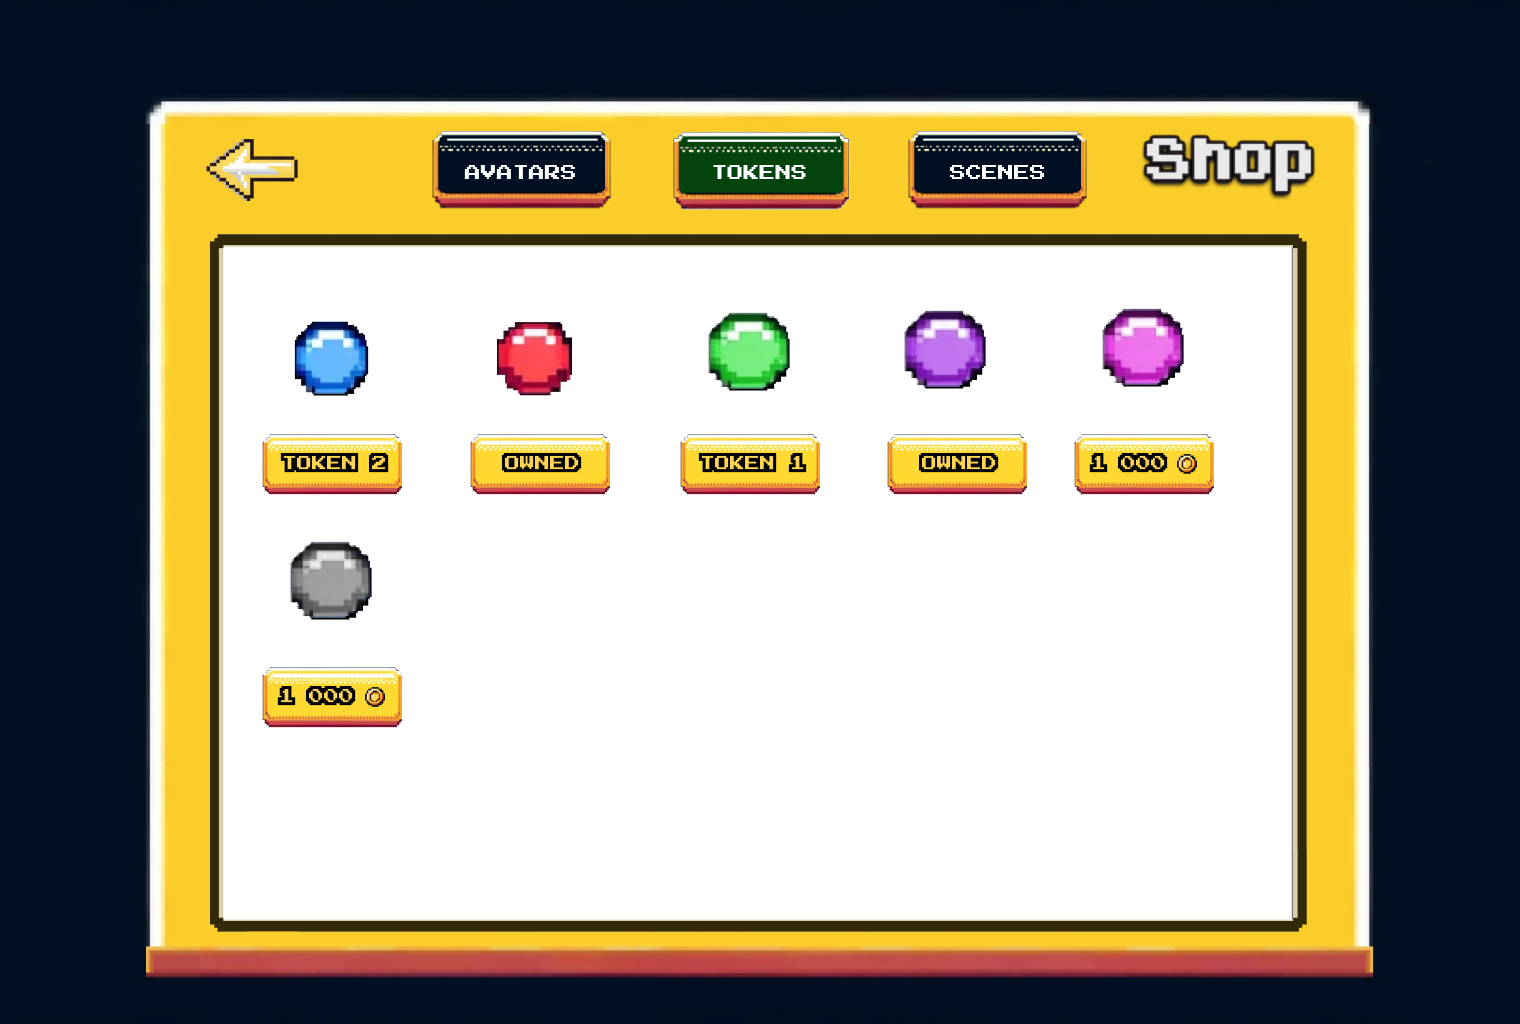 AVATARS
TOKENS
SCENES
Shop
TOKEN 2
OWNED
TOKEN 1
OWNED
1 000
1 000